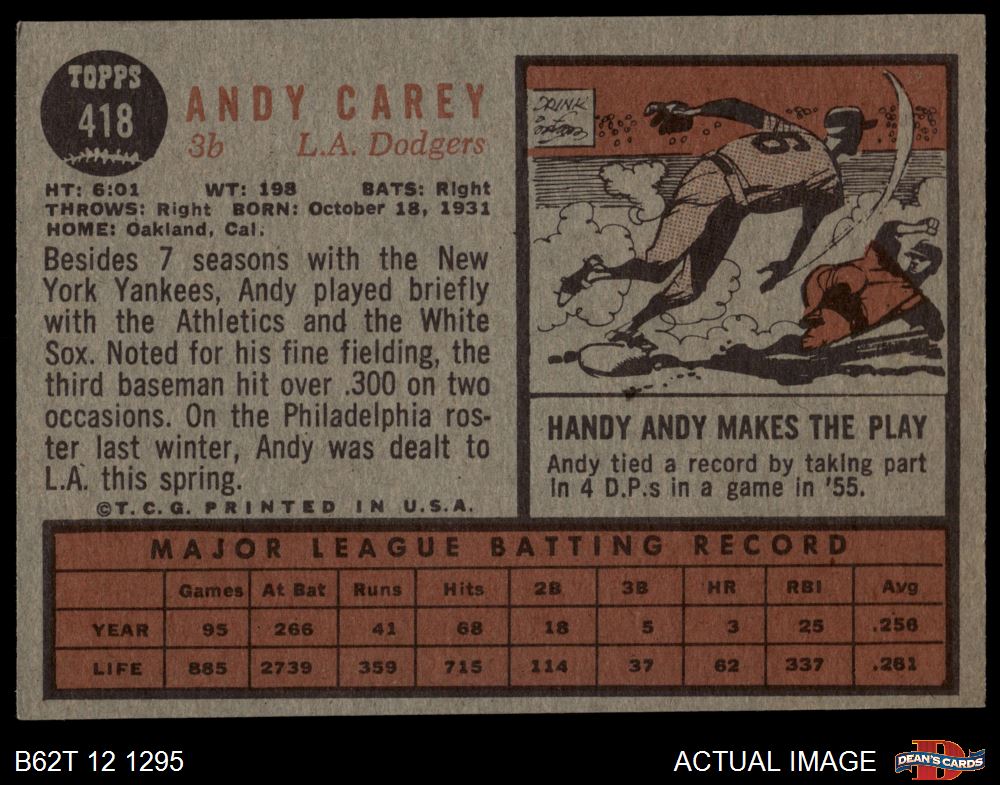 TOPPS
418
ANDY CAREY
3b L.A. Dodgers
HT: 6:01 WT: 198 BATS: Right
THROWS: Right BORN: October 18, 1931
HOME: Oakland, Cal.
Besides 7 seasons with the New
York Yankees, Andy played briefly
with the Athletics and the White
Sox. Noted for his fine fielding, the
third baseman hit over .300 on two
occasions. On the Philadelphia ros-
ter last winter, Andy was dealt to
L.A. this spring.
©T.C.G. PRINTED IN U.S.A.
DRINK
6
HANDY ANDY MAKES THE PLAY
Andy tied a record by taking part
in 4 D.P.s in a game in '55.
MAJOR LEAGUE BATTING RECORD
Games At Bat Runs Hits 2B 3B HR RBI Avg
YEAR 95 266 41 68 18 5 3 25 .256
LIFE 885 2739 359 715 114 37 62 337 .261
B62T 12 1295
ACTUAL IMAGE
D
DEAN'S CARDS